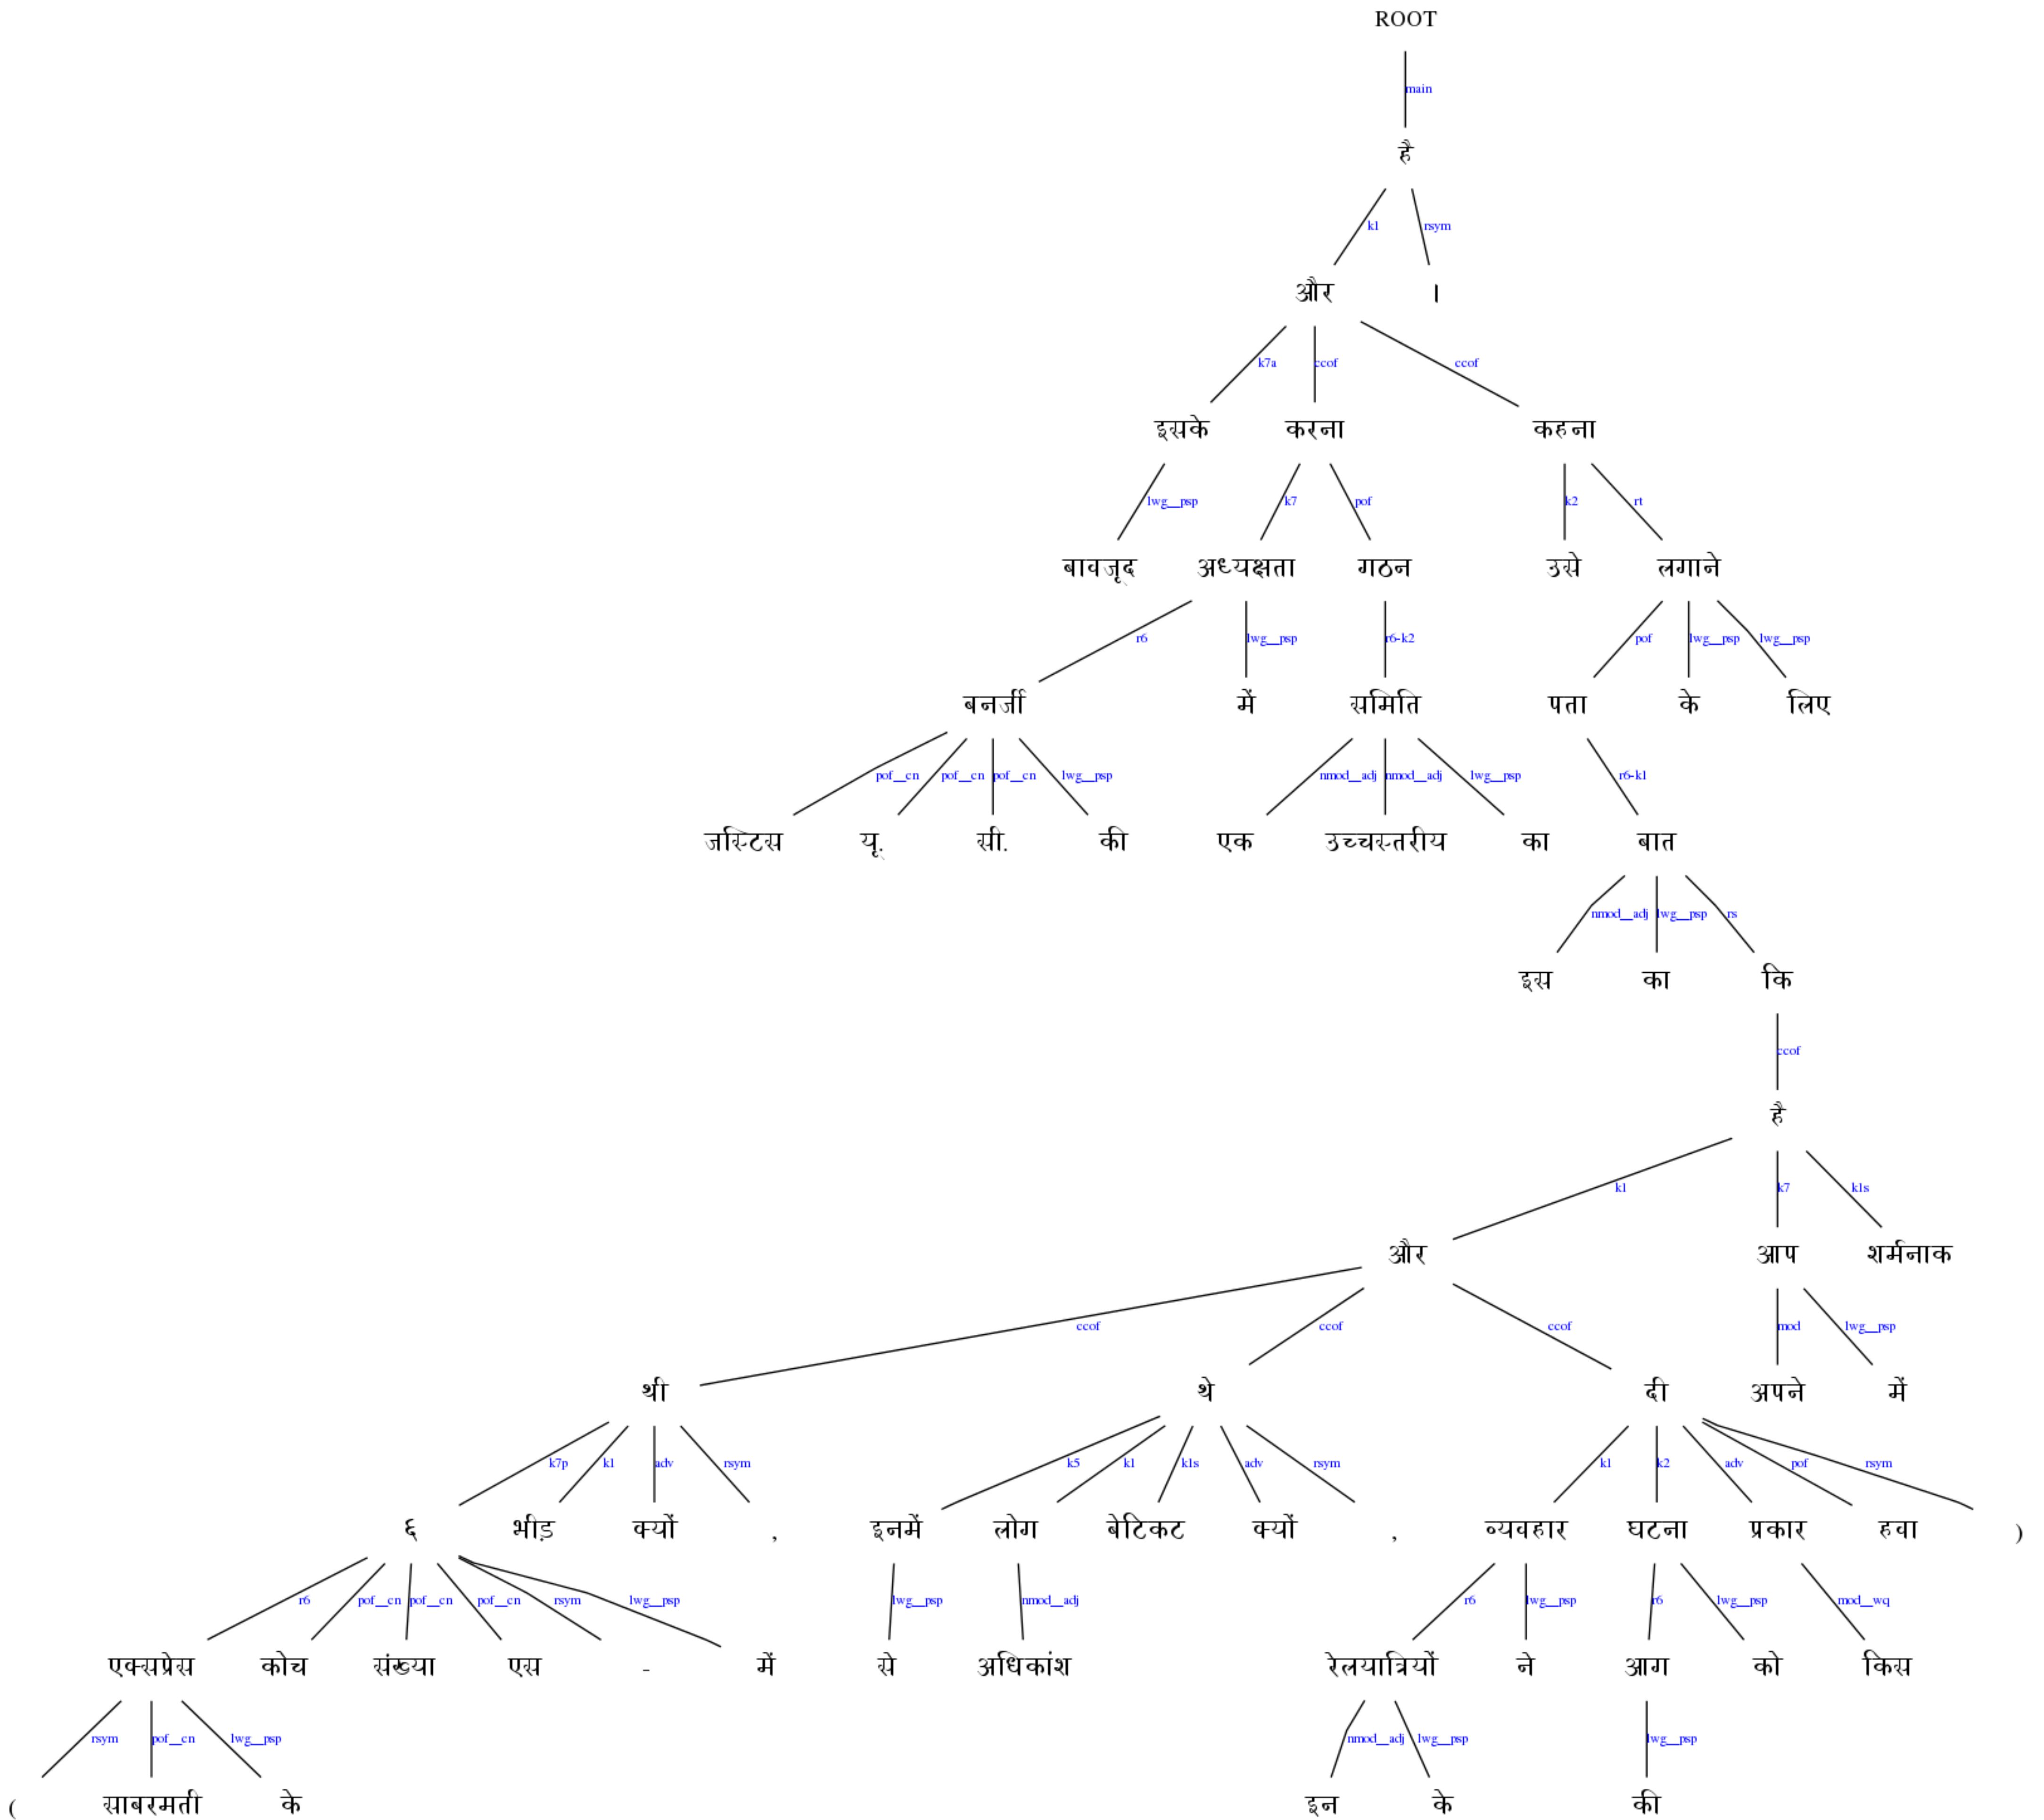 ROOT
main
है
k1 rsym
और ।
k7a ccof ccof
इसके करना कहना
lwg__psp k7 pof k2 rt
बावजूद अध्यक्षता गठन उसे लगाने
r6 lwg__psp r6-k2 pof lwg__psp lwg__psp
बनर्जी में समिति पता के लिए
pof__cn pof__cn pof__cn lwg__psp nmod__adj nmod__adj lwg__psp r6-k1
जस्टिस यू. सी. की एक उच्चस्तरीय का बात
nmod__adj lwg__psp rs
इस का कि
ccof
है
k1 k7 k1s
और आप शर्मनाक
ccof ccof ccof mod lwg__psp
थी थे दी अपने में
k7p k1 adv rsym k5 k1 k1s adv rsym k1 k2 adv pof rsym
६ भीड़ क्यों , इनमें लोग बेटिकट क्यों , व्यवहार घटना प्रकार हवा )
r6 pof__cn pof__cn pof__cn rsym lwg__psp lwg__psp nmod__adj r6 lwg__psp r6 lwg__psp mod__wq
एक्सप्रेस कोच संख्या एस - में से अधिकांश रेलयात्रियों ने आग को किस
rsym pof__cn lwg__psp nmod__adj lwg__psp lwg__psp
( साबरमती के इन के की